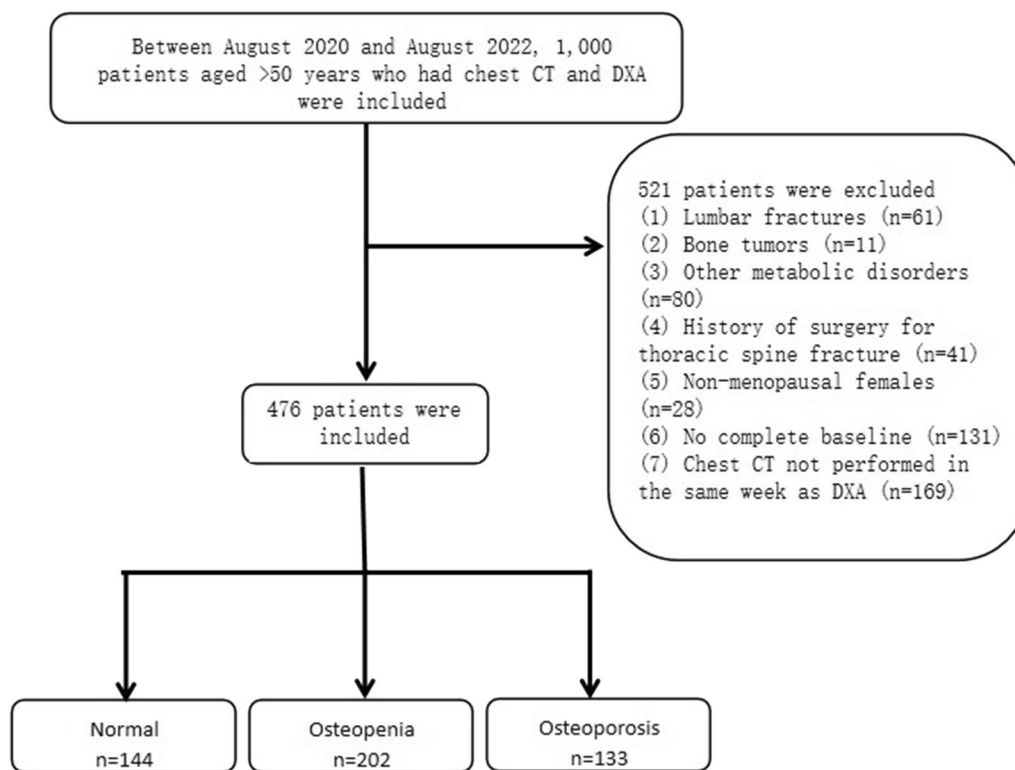 Between August 2020 and August 2022, 1,000
patients aged >50 years who had chest CT and DXA
were included
521 patients were excluded
(1) Lumbar fractures (n=61)
(2) Bone tumors (n=11)
(3) Other metabolic disorders
(n=80)
(4) History of surgery for
thoracic spine fracture (n=41)
(5) Non-menopausal females
(n=28)
(6) No complete baseline (n=131)
(7) Chest CT not performed in
the same week as DXA (n=169)
476 patients were
included
Normal
n=144
Osteopenia
n=202
Osteoporosis
n=133